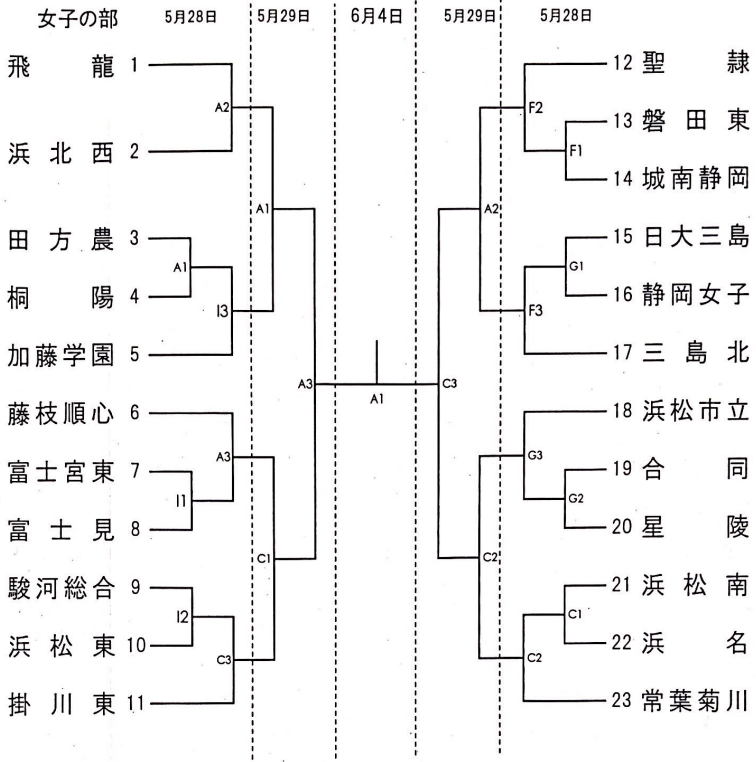 女子の部 5月28日 5月29日 6月4日 5月29日 5月28日
飛龍 1
浜北西 2
田方農 3
桐陽 4
加藤学園 5
藤枝順心 6
富士宮東 7
富士見 8
駿河総合 9
浜松東 10
掛川東 11
A2
A1
A1
I3
A3
A3
I1
C1
I2
C3
A1
12 聖隷
13 磐田東
14 城南静岡
15 日大三島
16 静岡女子
17 三島北
18 浜松市立
19 合同
20 星陵
21 浜松南
22 浜名
23 常葉菊川
F2
F1
A2
G1
F3
C3
G3
G2
C2
C1
C2